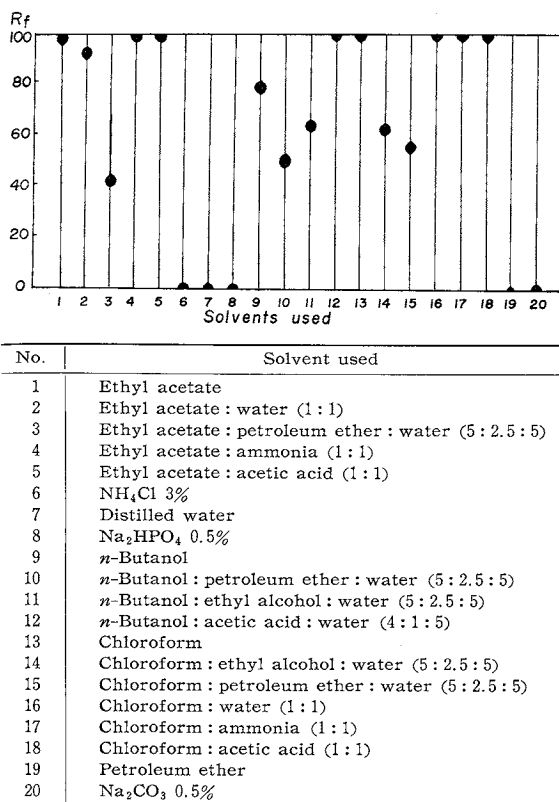 Rf
100
80
60
40
20
0
1 2 3 4 5 6 7 8 9 10 11 12 13 14 15 16 17 18 19 20
Solvents used
No. Solvent used
1 Ethyl acetate
2 Ethyl acetate : water (1 : 1)
3 Ethyl acetate : petroleum ether : water (5 : 2.5 : 5)
4 Ethyl acetate : ammonia (1 : 1)
5 Ethyl acetate : acetic acid (1 : 1)
6 NH₄Cl 3%
7 Distilled water
8 Na₂HPO₄ 0.5%
9 n-Butanol
10 n-Butanol : petroleum ether : water (5 : 2.5 : 5)
11 n-Butanol : ethyl alcohol : water (5 : 2.5 : 5)
12 n-Butanol : acetic acid : water (4 : 1 : 5)
13 Chloroform
14 Chloroform : ethyl alcohol : water (5 : 2.5 : 5)
15 Chloroform : petroleum ether : water (5 : 2.5 : 5)
16 Chloroform : water (1 : 1)
17 Chloroform : ammonia (1 : 1)
18 Chloroform : acetic acid (1 : 1)
19 Petroleum ether
20 Na₂CO₃ 0.5%